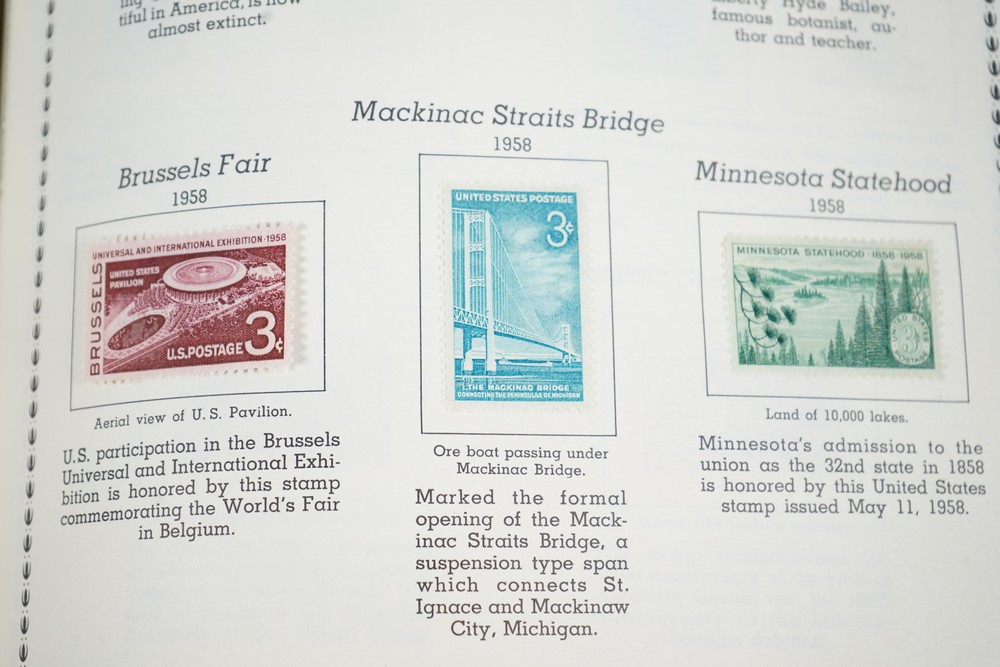 tiful in America, is now
almost extinct.
Liberty Hyde Bailey,
famous botanist, au-
thor and teacher.
Mackinac Straits Bridge
1958
Brussels Fair
1958
UNIVERSAL AND INTERNATIONAL EXHIBITION·1958
UNITED STATES
PAVILION
BRUSSELS
U.S.POSTAGE 3¢
Aerial view of U.S. Pavilion.
U.S. participation in the Brussels
Universal and International Exhi-
bition is honored by this stamp
commemorating the World's Fair
in Belgium.
UNITED STATES POSTAGE
3¢
THE MACKINAC BRIDGE
CONNECTING THE PENINSULAS OF MICHIGAN
Ore boat passing under
Mackinac Bridge.
Marked the formal
opening of the Mack-
inac Straits Bridge, a
suspension type span
which connects St.
Ignace and Mackinaw
City, Michigan.
Minnesota Statehood
1958
MINNESOTA STATEHOOD·1858·1958
3¢
POSTAGE
Land of 10,000 lakes.
Minnesota's admission to the
union as the 32nd state in 1858
is honored by this United States
stamp issued May 11, 1958.